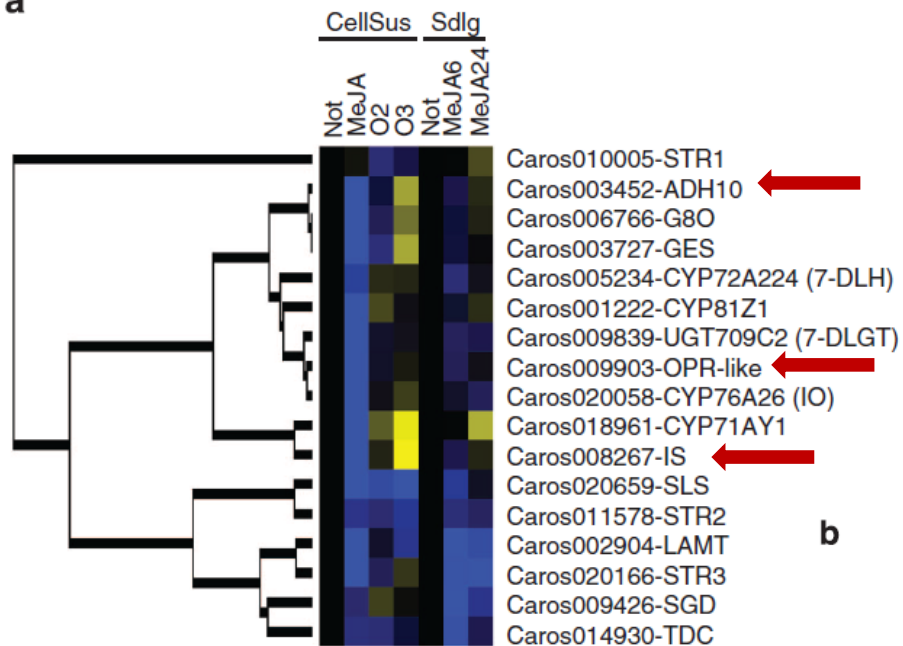 a
CellSus Sdlg
Not MeJA O2 O3 Not MeJA6 MeJA24
Caros010005-STR1
Caros003452-ADH10
Caros006766-G8O
Caros003727-GES
Caros005234-CYP72A224 (7-DLH)
Caros001222-CYP81Z1
Caros009839-UGT709C2 (7-DLGT)
Caros009903-OPR-like
Caros020058-CYP76A26 (IO)
Caros018961-CYP71AY1
Caros008267-IS
Caros020659-SLS
Caros011578-STR2
b
Caros002904-LAMT
Caros020166-STR3
Caros009426-SGD
Caros014930-TDC